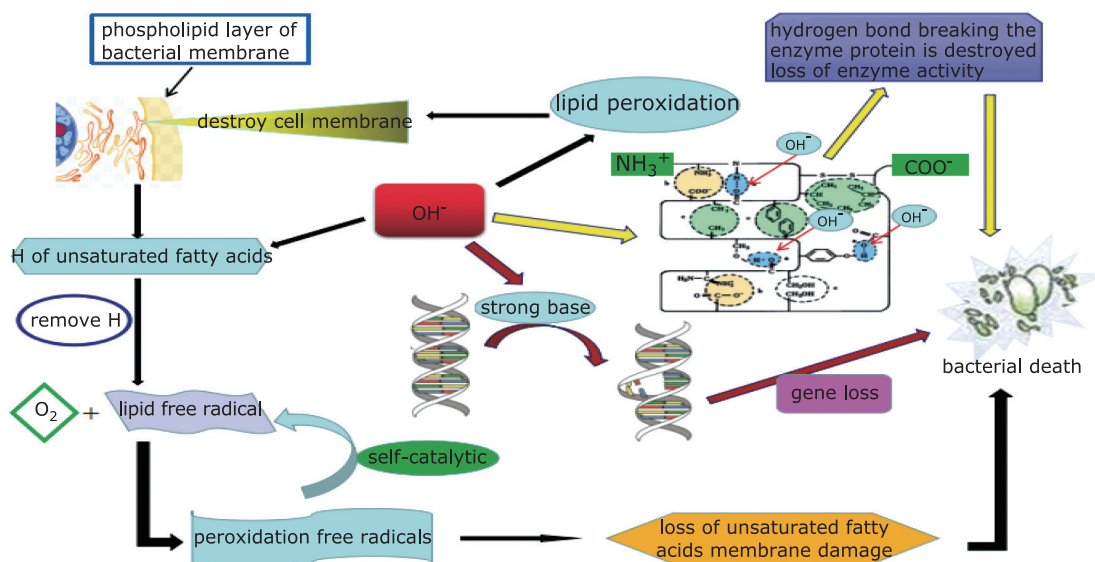 phospholipid layer of
bacterial membrane
destroy cell membrane
lipid peroxidation
hydrogen bond breaking the
enzyme protein is destroyed
loss of enzyme activity
OH⁻
NH₃⁺
COO⁻
OH⁻
OH⁻
OH⁻
H of unsaturated fatty acids
remove H
strong base
O₂ +
lipid free radical
self-catalytic
gene loss
bacterial death
peroxidation free radicals
loss of unsaturated fatty
acids membrane damage